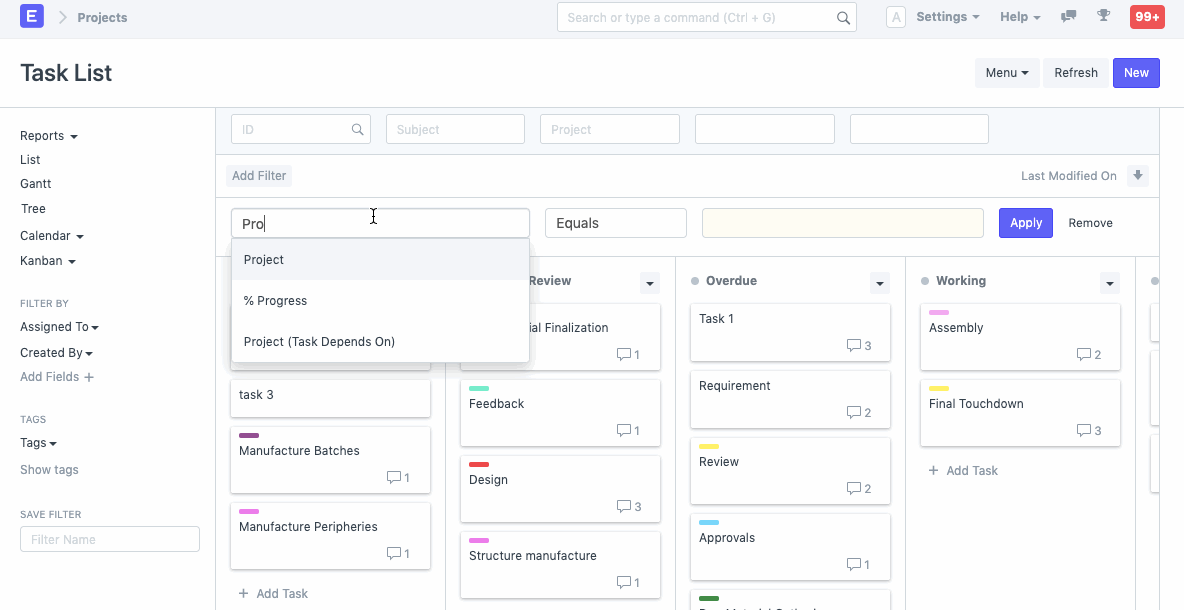 E
Projects
Search or type a command (Ctrl + G)
A
Settings
Help
99+
Task List
Menu
Refresh
New
Reports
List
Gantt
Tree
Calendar
Kanban
FILTER BY
Assigned To
Created By
Add Fields +
TAGS
Tags
Show tags
SAVE FILTER
Filter Name
ID
Subject
Project
Add Filter
Last Modified On
Pro
Equals
Apply
Remove
Project
% Progress
Project (Task Depends On)
task 3
Manufacture Batches
1
Manufacture Peripheries
1
+ Add Task
Review
Finalization
1
Feedback
1
Design
3
Structure manufacture
1
Overdue
Task 1
3
Requirement
2
Review
2
Approvals
1
Working
Assembly
2
Final Touchdown
3
+ Add Task